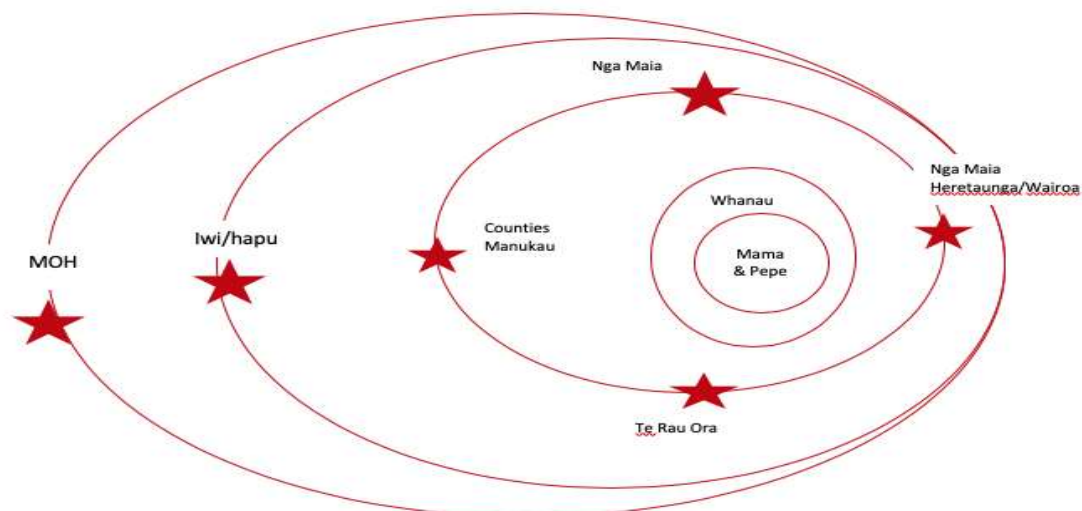 Nga Maia
Nga Maia
Heretaunga/Wairoa
Whanau
Counties
Manukau
Iwi/hapu
MOH
Mama
& Pepe
Te Rau Ora